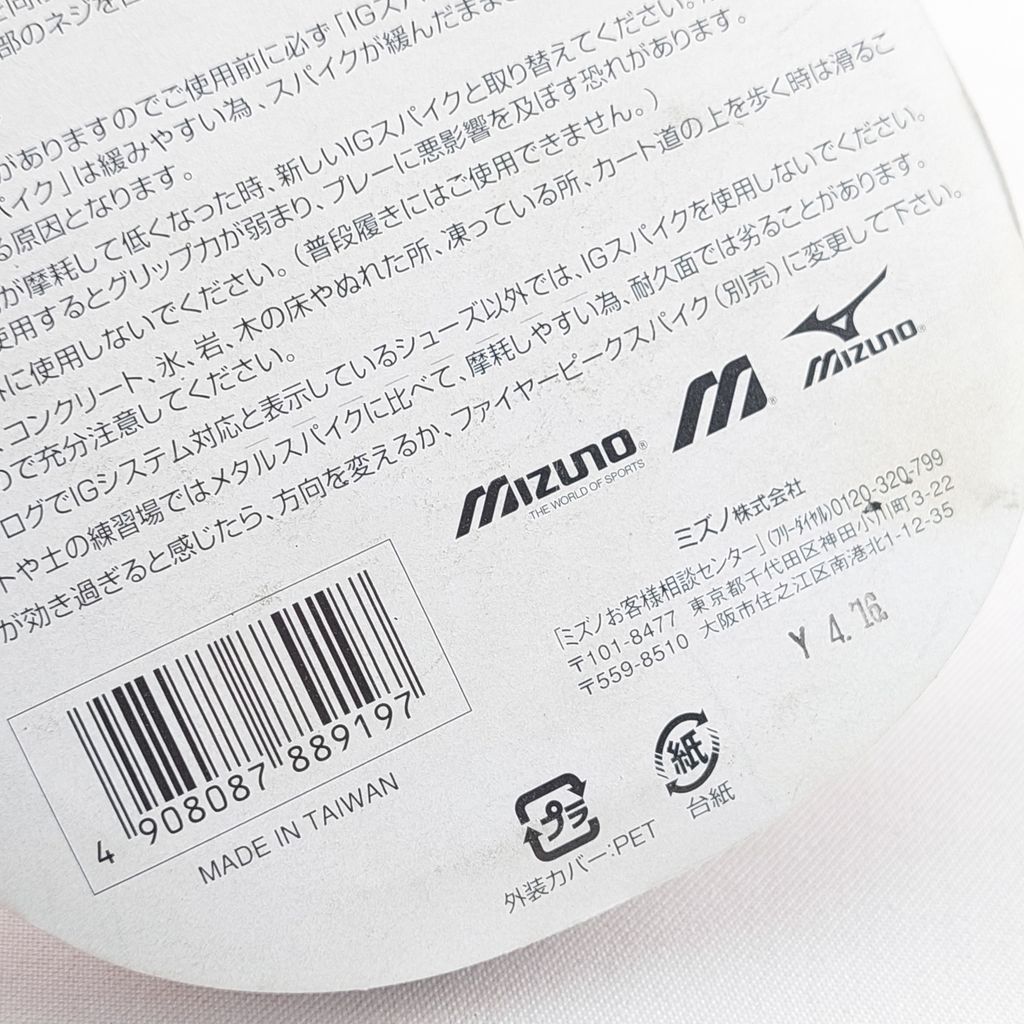 部のネジを
がありますのでご使用前に必ず「IGスパ
パイク」は緩みやすい為、スパイクが緩んだまま
る原因となります。
が摩耗して低くなった時、新しいIGスパイクと取り替えてください。
使用するとグリップ力が弱まり、プレーに悪影響を及ぼす恐れがあります。
に使用しないでください。(普段履きにはご使用できません。)
コンクリート、氷、岩、木の床やぬれた所、凍っている所、カート道の上を歩く時は滑るこ
ので充分注意してください。
ログでIGシステム対応と表示しているシューズ以外では、IGスパイクを使用しないでください。
トや土の練習場ではメタルスパイクに比べて、摩耗しやすい為、耐久面では劣ることがあります。
が効き過ぎると感じたら、方向を変えるか、ファイヤーピークスパイク(別売)に変更して下さい。
MIZUNO®
THE WORLD OF SPORTS
®
MIZUNO®
ミズノ株式会社
「ミズノお客様相談センター」(フリーダイヤル)0120-320-799
〒101-8477 東京都千代田区神田小川町3-22
〒559-8510 大阪市住之江区南港北1-12-35
Y 4.16
4 908087 889197
MADE IN TAIWAN
プラ
外装カバー:PET
紙
台紙